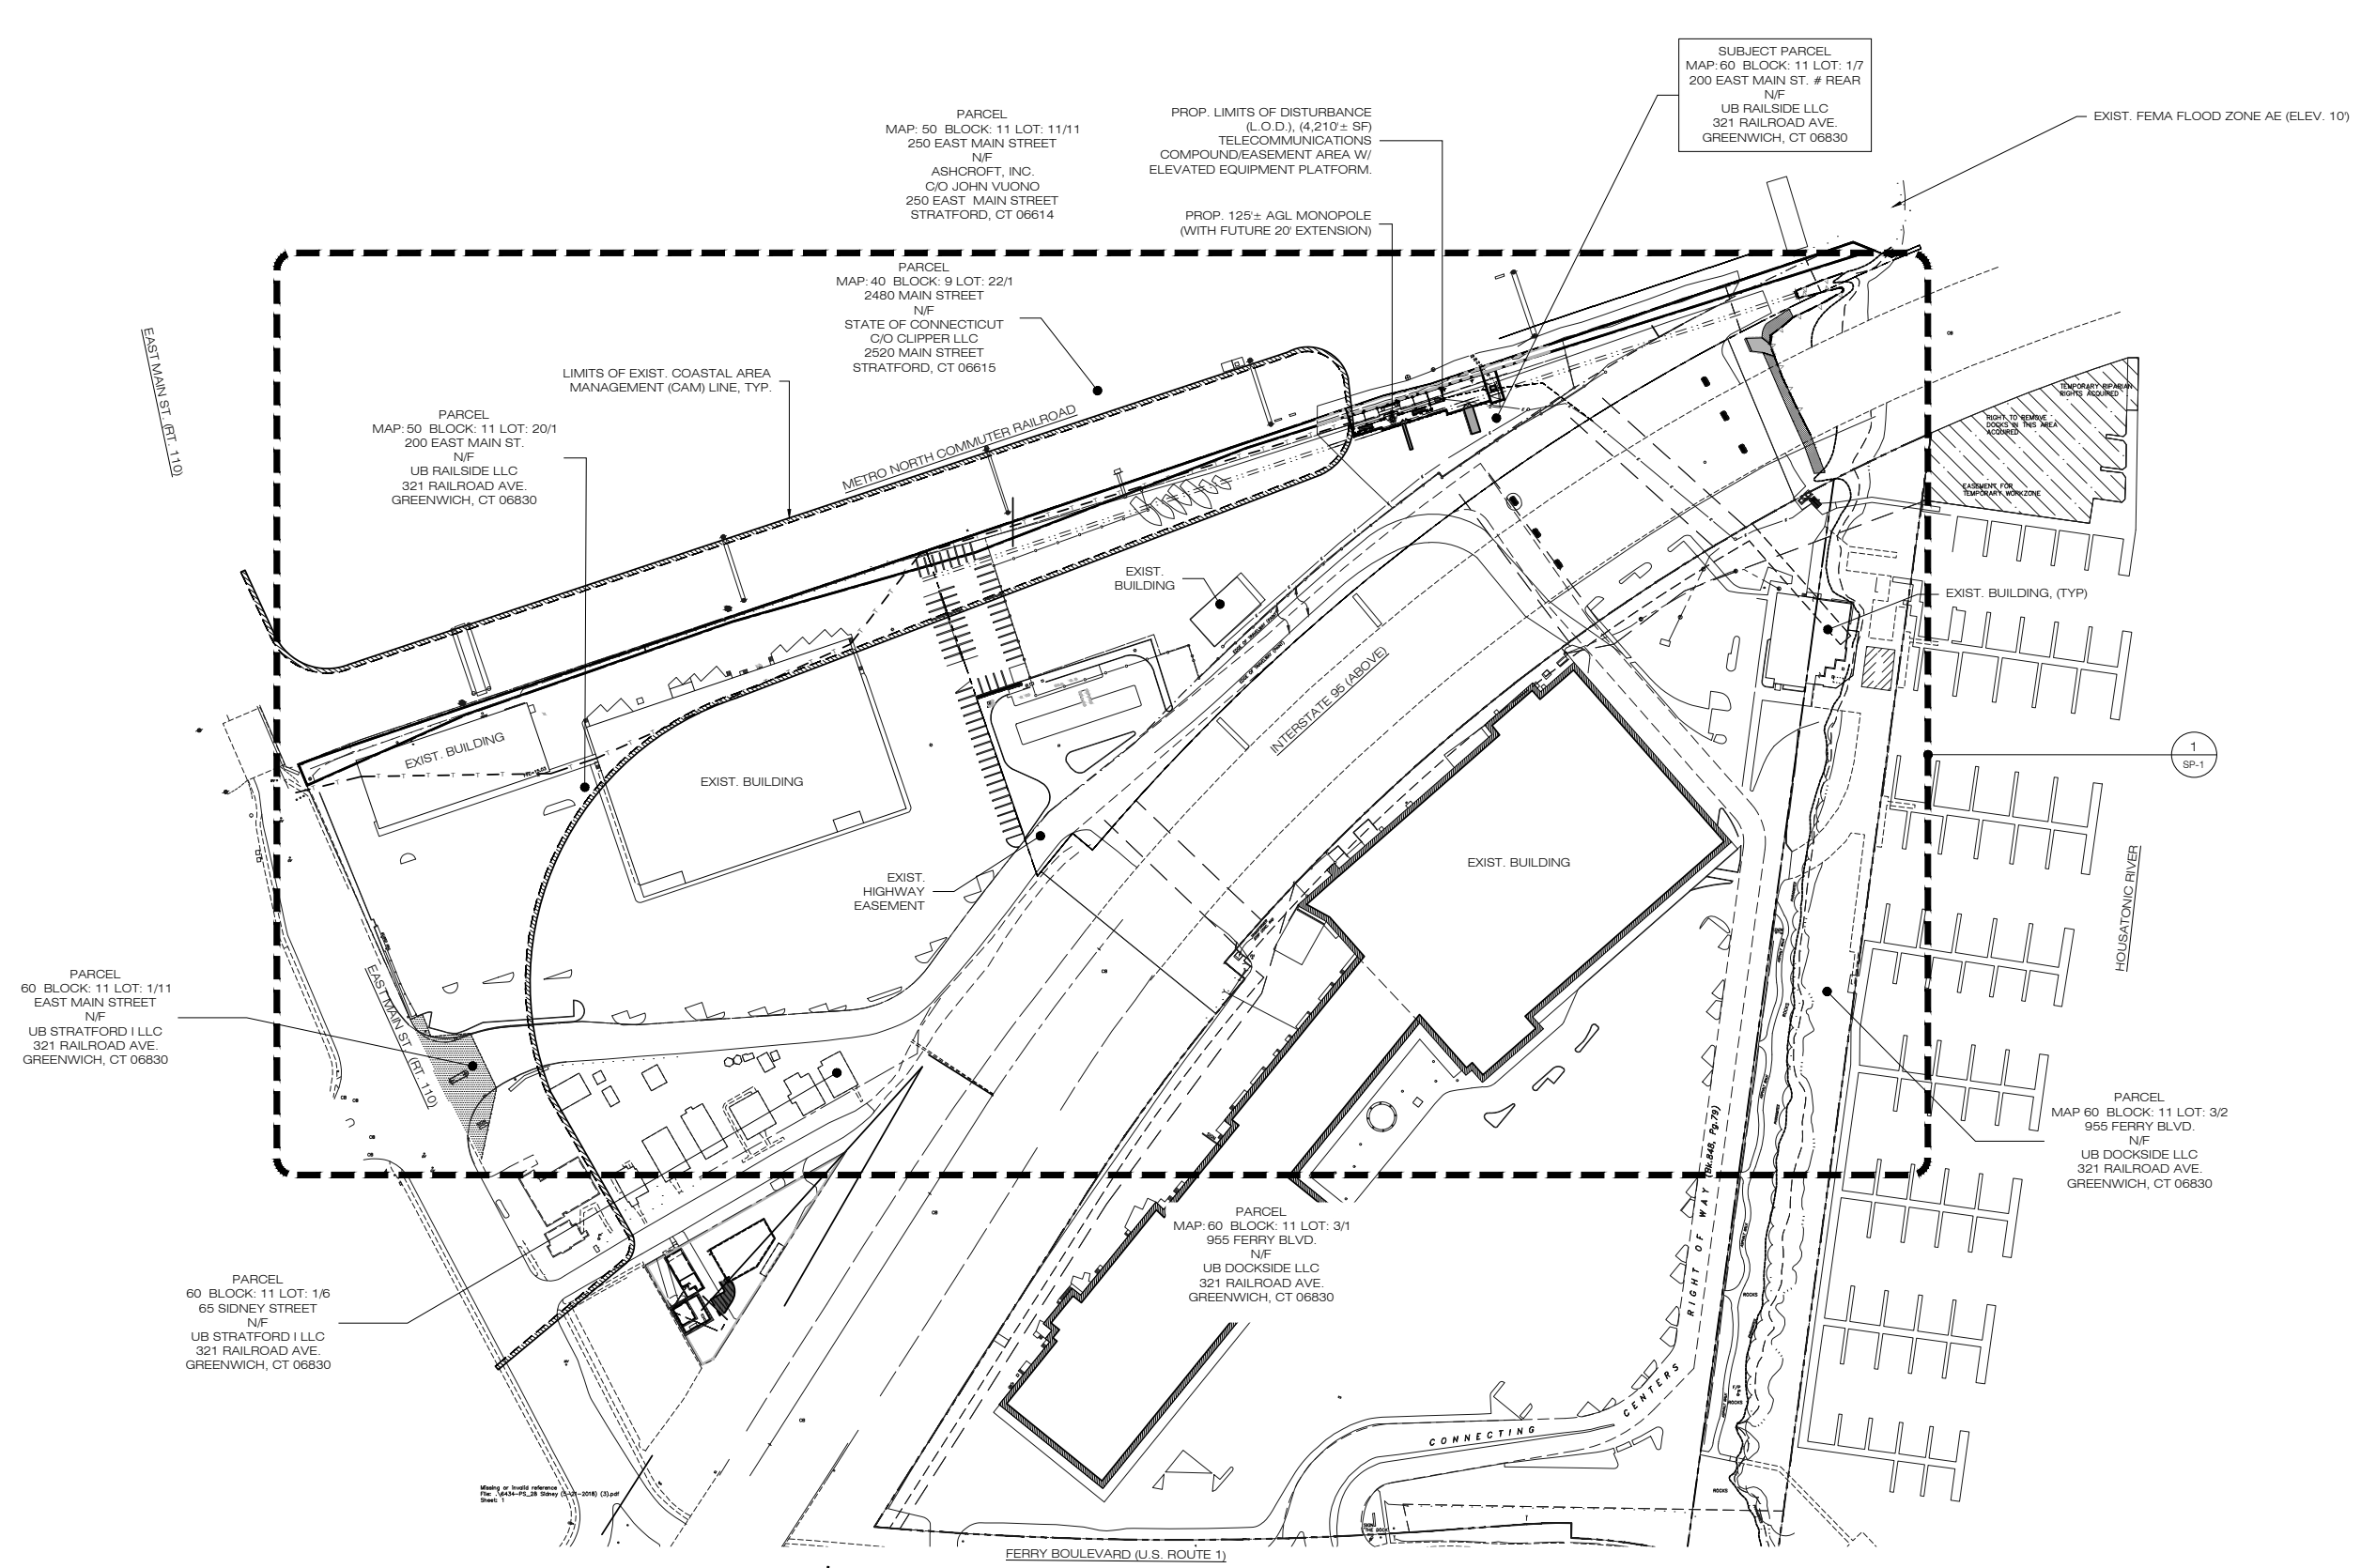 SUBJECT PARCEL
MAP: 60 BLOCK: 11 LOT: 1/7
200 EAST MAIN ST. # REAR
N/F
UB RAILSIDE LLC
321 RAILROAD AVE.
GREENWICH, CT 06830
EXIST. FEMA FLOOD ZONE AE (ELEV. 10')
PARCEL
MAP: 50 BLOCK: 11 LOT: 11/11
250 EAST MAIN STREET
N/F
ASHCROFT, INC.
C/O JOHN VUONO
250 EAST MAIN STREET
STRATFORD, CT 06614
PROP. LIMITS OF DISTURBANCE
(L.O.D.), (4,210'± SF)
TELECOMMUNICATIONS
COMPOUND/EASEMENT AREA W/
ELEVATED EQUIPMENT PLATFORM.
PROP. 125'± AGL MONOPOLE
(WITH FUTURE 20' EXTENSION)
PARCEL
MAP: 40 BLOCK: 9 LOT: 22/1
2480 MAIN STREET
N/F
STATE OF CONNECTICUT
C/O CLIPPER LLC
2520 MAIN STREET
STRATFORD, CT 06615
EAST MAIN ST. (RT. 110)
LIMITS OF EXIST. COASTAL AREA
MANAGEMENT (CAM) LINE, TYP.
METRO NORTH COMMUTER RAILROAD
PARCEL
MAP: 50 BLOCK: 11 LOT: 20/1
200 EAST MAIN ST.
N/F
UB RAILSIDE LLC
321 RAILROAD AVE.
GREENWICH, CT 06830
TEMPORARY RIPARIAN
RIGHTS ACQUIRED
RIGHT TO REMOVE
DOCKS IN THIS AREA
ACQUIRED
EASEMENT FOR
TEMPORARY WORKZONE
EXIST.
BUILDING
EXIST. BUILDING, (TYP)
INTERSTATE 95 (ABOVE)
EXIST. BUILDING
EXIST. BUILDING
1
SP-1
EXIST. BUILDING
EXIST.
HIGHWAY
EASEMENT
HOUSATONIC RIVER
PARCEL
60 BLOCK: 11 LOT: 1/11
EAST MAIN STREET
N/F
UB STRATFORD I LLC
321 RAILROAD AVE.
GREENWICH, CT 06830
EAST MAIN ST. (RT. 110)
PARCEL
MAP 60 BLOCK: 11 LOT: 3/2
955 FERRY BLVD.
N/F
UB DOCKSIDE LLC
321 RAILROAD AVE.
GREENWICH, CT 06830
PARCEL
MAP: 60 BLOCK: 11 LOT: 3/1
955 FERRY BLVD.
N/F
UB DOCKSIDE LLC
321 RAILROAD AVE.
GREENWICH, CT 06830
PARCEL
60 BLOCK: 11 LOT: 1/6
65 SIDNEY STREET
N/F
UB STRATFORD I LLC
321 RAILROAD AVE.
GREENWICH, CT 06830
RIGHT OF WAY (Bk.848, Pg.79)
CONNECTING
CENTERS
ROCKS
ROCKS
ROCKS
ROCKS
ROCKS
Missing or invalid reference
Sheet: 1
FERRY BOULEVARD (U.S. ROUTE 1)